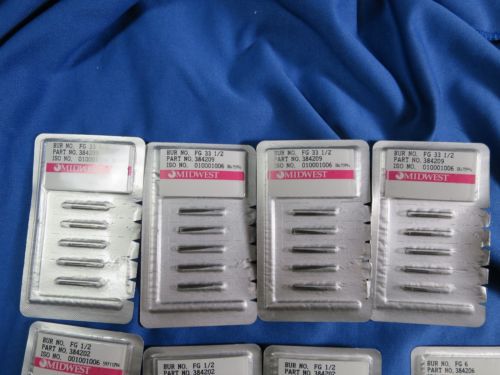 BUR NO. FG 33
PART NO. 384209
ISO NO.
MIDWEST
BUR NO. FG 33 1/2
PART NO. 384209
ISO NO. 010001006
MIDWEST
BUR NO. FG 33 1/2
PART NO. 384209
ISO NO. 010001006
MIDWEST
BUR NO. FG 33 1/2
PART NO. 384209
ISO NO. 010001006
MIDWEST
BUR NO. FG 1/2
PART NO. 384202
ISO NO. 001001006
MIDWEST
BUR NO. FG 1/2
PART NO. 384202
BUR NO. FG 1/2
PART NO. 384202
BUR NO. FG 6
PART NO. 384206